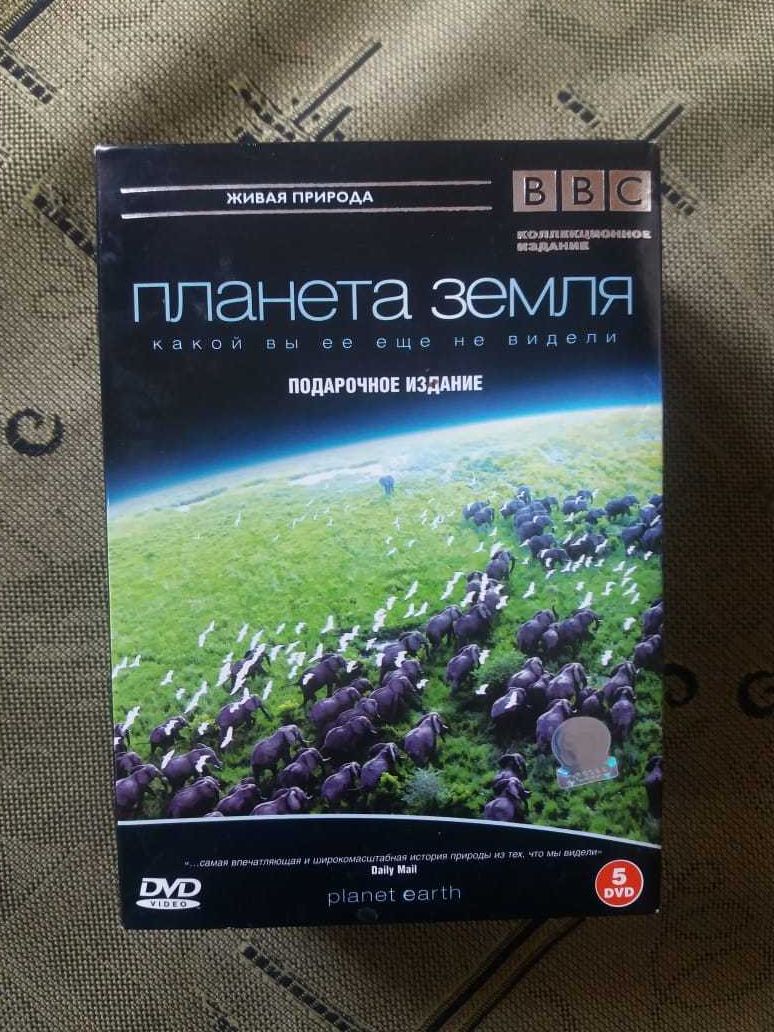 ЖИВАЯ ПРИРОДА
BBC
КОЛЛЕКЦИОННОЕ
ИЗДАНИЕ
планета земля
какой вы ее еще не видели
ПОДАРОЧНОЕ ИЗДАНИЕ
«...самая впечатляющая и широкомасштабная история природы из тех, что мы видели»
Daily Mail
DVD
VIDEO
planet earth
5
DVD